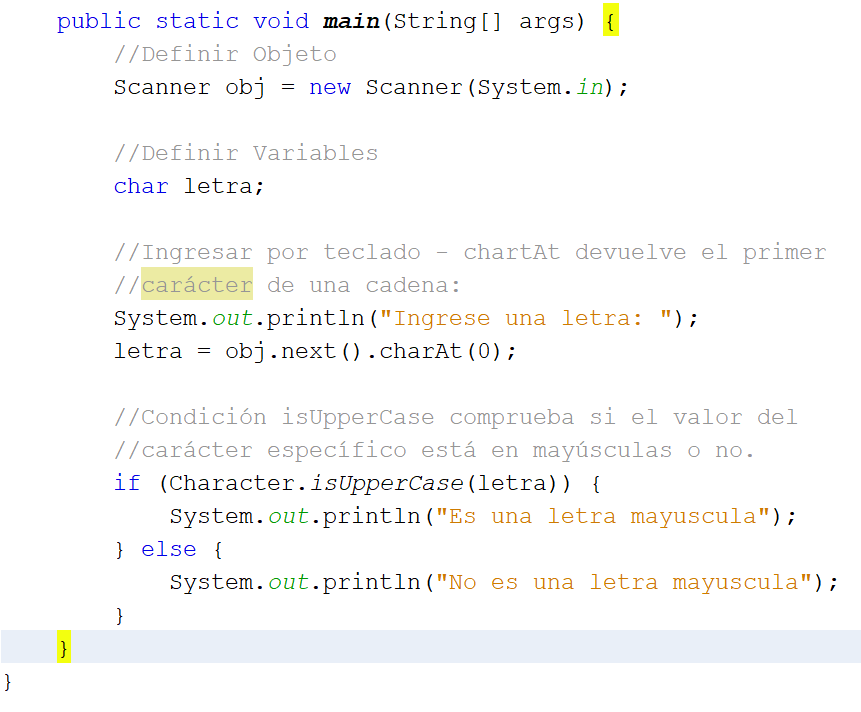 public static void main(String[] args) {
//Definir Objeto
Scanner obj = new Scanner(System.in);
//Definir Variables
char letra;
//Ingresar por teclado - chartAt devuelve el primer
//carácter de una cadena:
System.out.println("Ingrese una letra: ");
letra = obj.next().charAt(0);
//Condición isUpperCase comprueba si el valor del
//carácter específico está en mayúsculas o no.
if (Character.isUpperCase(letra)) {
System.out.println("Es una letra mayuscula");
} else {
System.out.println("No es una letra mayuscula");
}
}
}